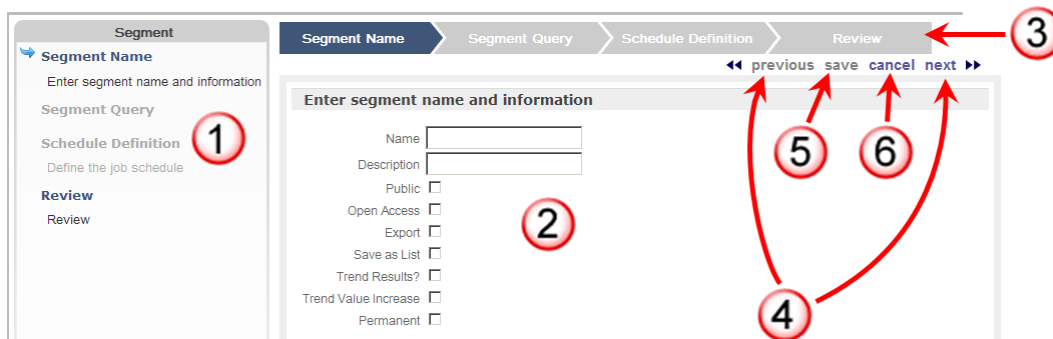 Segment
Segment Name
Enter segment name and information
Segment Query
Schedule Definition
Define the job schedule
Review
Review
1
Segment Name Segment Query Schedule Definition Review
3
previous save cancel next
Enter segment name and information
Name
Description
Public
Open Access
Export
Save as List
Trend Results?
Trend Value Increase
Permanent
5
6
2
4